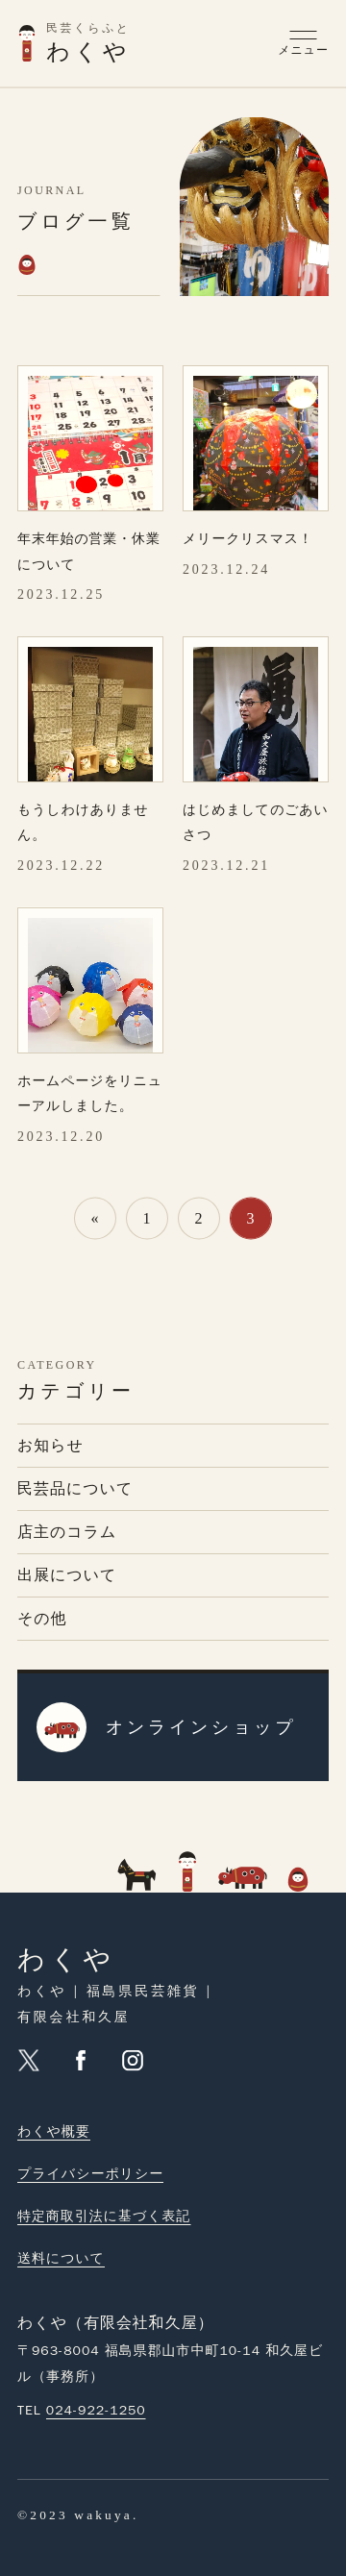 民芸くらふと
わくや
メニュー
JOURNAL
ブログ一覧
年末年始の営業・休業
について
2023.12.25
メリークリスマス！
2023.12.24
もうしわけありませ
ん。
2023.12.22
はじめましてのごあい
さつ
2023.12.21
ホームページをリニュ
ーアルしました。
2023.12.20
«
1
2
3
CATEGORY
カテゴリー
お知らせ
民芸品について
店主のコラム
出展について
その他
オンラインショップ
わくや
わくや | 福島県民芸雑貨 |
有限会社和久屋
わくや概要
プライバシーポリシー
特定商取引法に基づく表記
送料について
わくや（有限会社和久屋）
〒963-8004 福島県郡山市中町10-14 和久屋ビ
ル（事務所）
TEL 024-922-1250
©2023 wakuya.